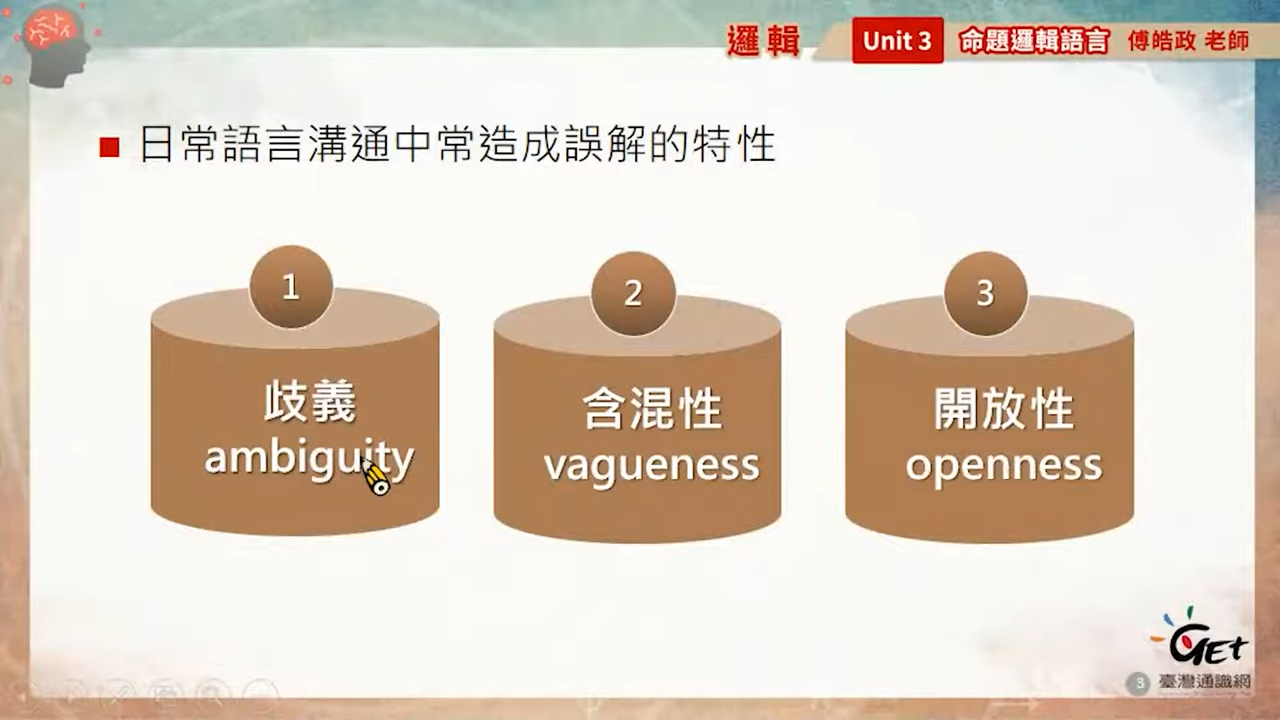 邏輯 Unit 3 命題邏輯語言 傅皓政 老師
日常語言溝通中常造成誤解的特性
1
歧義
ambiguity
2
含混性
vagueness
3
開放性
openness
GET
3 臺灣通識網